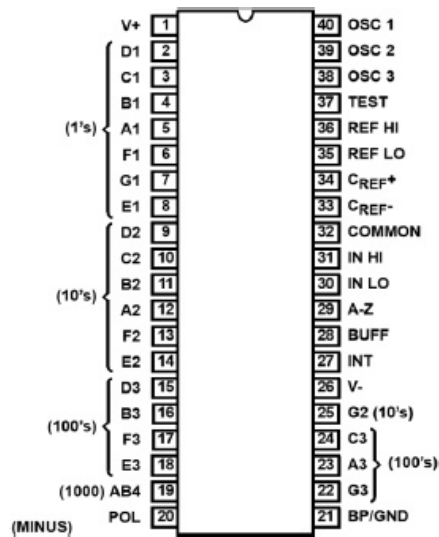 V+ 1 40 OSC 1
D1 2 39 OSC 2
C1 3 38 OSC 3
B1 4 37 TEST
(1's) A1 5 36 REF HI
F1 6 35 REF LO
G1 7 34 CREF+
E1 8 33 CREF-
D2 9 32 COMMON
C2 10 31 IN HI
B2 11 30 IN LO
(10's) A2 12 29 A-Z
F2 13 28 BUFF
E2 14 27 INT
D3 15 26 V-
B3 16 25 G2 (10's)
(100's) F3 17 24 C3
E3 18 23 A3 (100's)
(1000) AB4 19 22 G3
(MINUS) POL 20 21 BP/GND